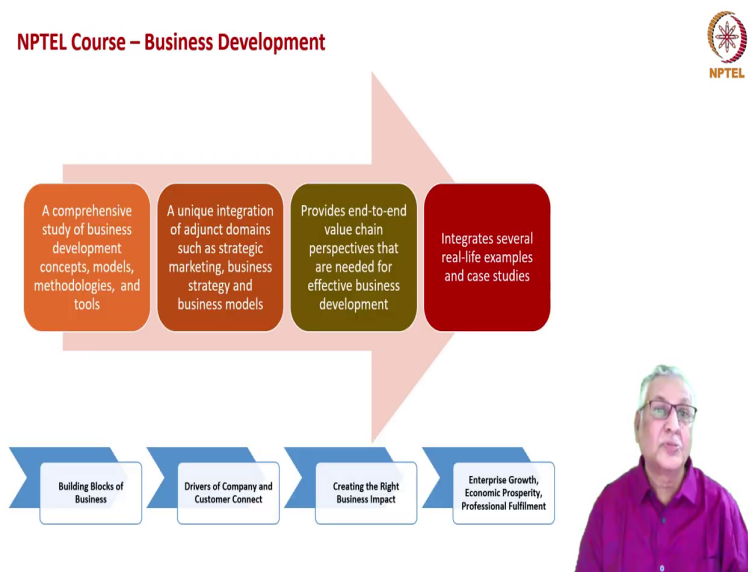 NPTEL Course – Business Development
NPTEL
A comprehensive
study of business
development
concepts, models,
methodologies, and
tools
A unique integration
of adjunct domains
such as strategic
marketing, business
strategy and
business models
Provides end-to-end
value chain
perspectives that
are needed for
effective business
development
Integrates several
real-life examples
and case studies
Building Blocks of
Business
Drivers of Company and
Customer Connect
Creating the Right
Business Impact
Enterprise Growth,
Economic Prosperity,
Professional Fulfilment